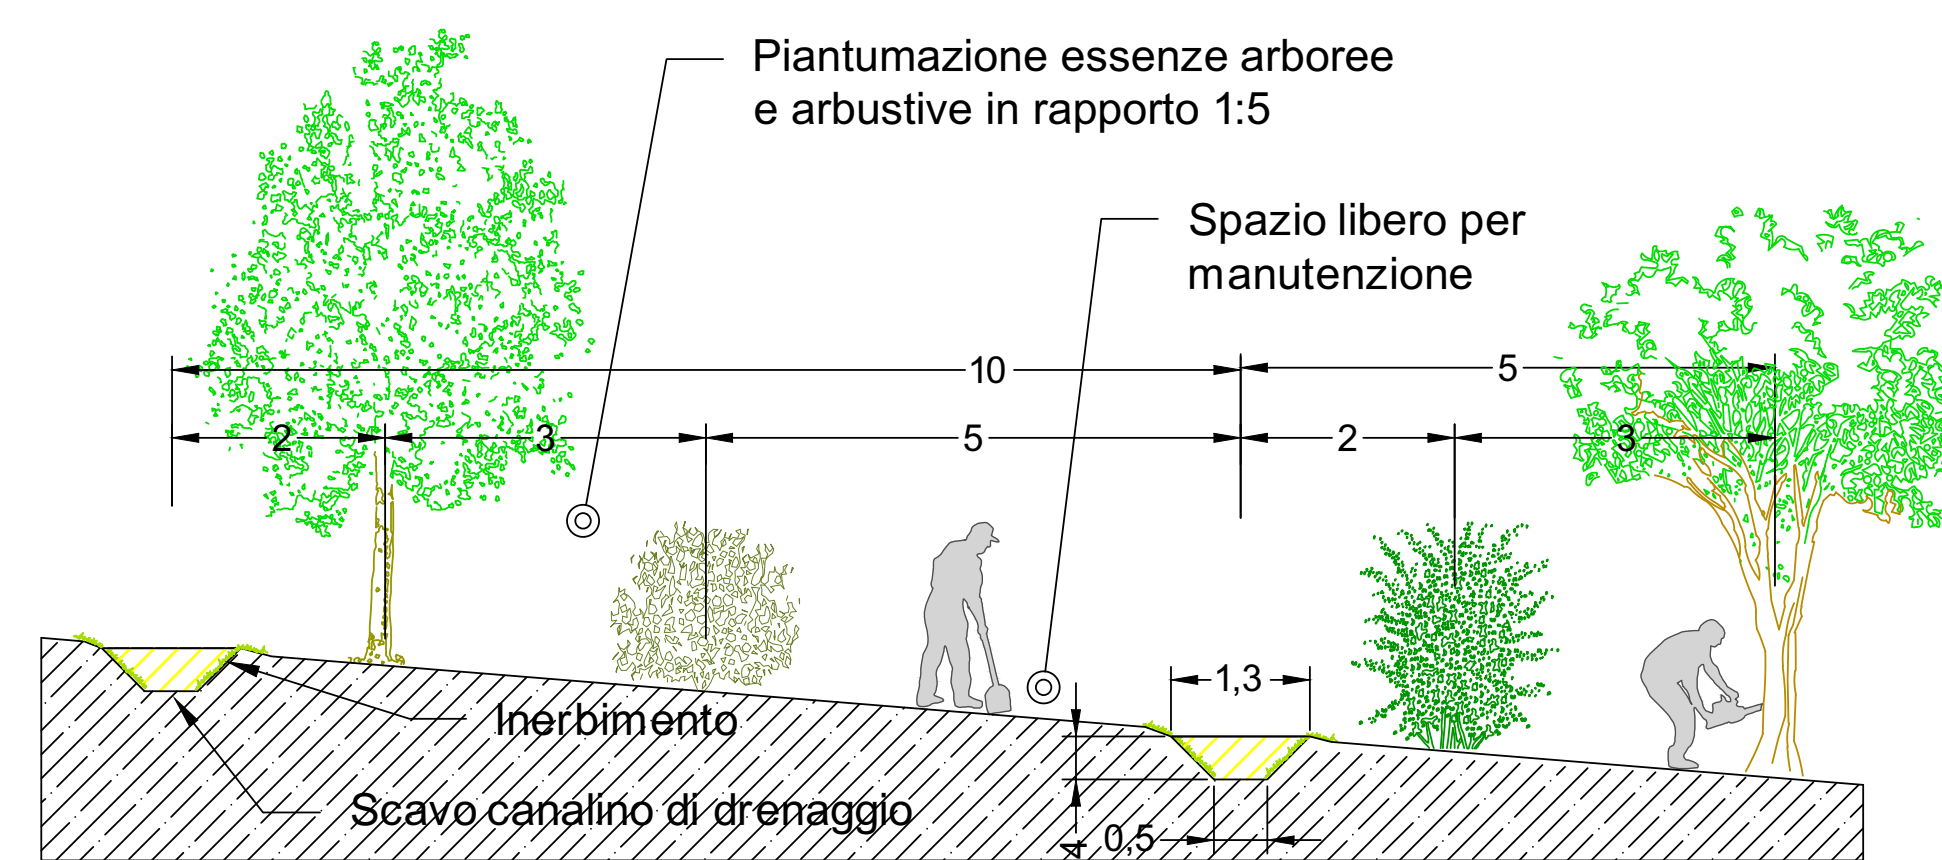 Piantumazione essenze arboree
e arbustive in rapporto 1:5
Spazio libero per
manutenzione
10
5
2
3
5
2
3
1,3
Inerbimento
Scavo canalino di drenaggio
0,5
4